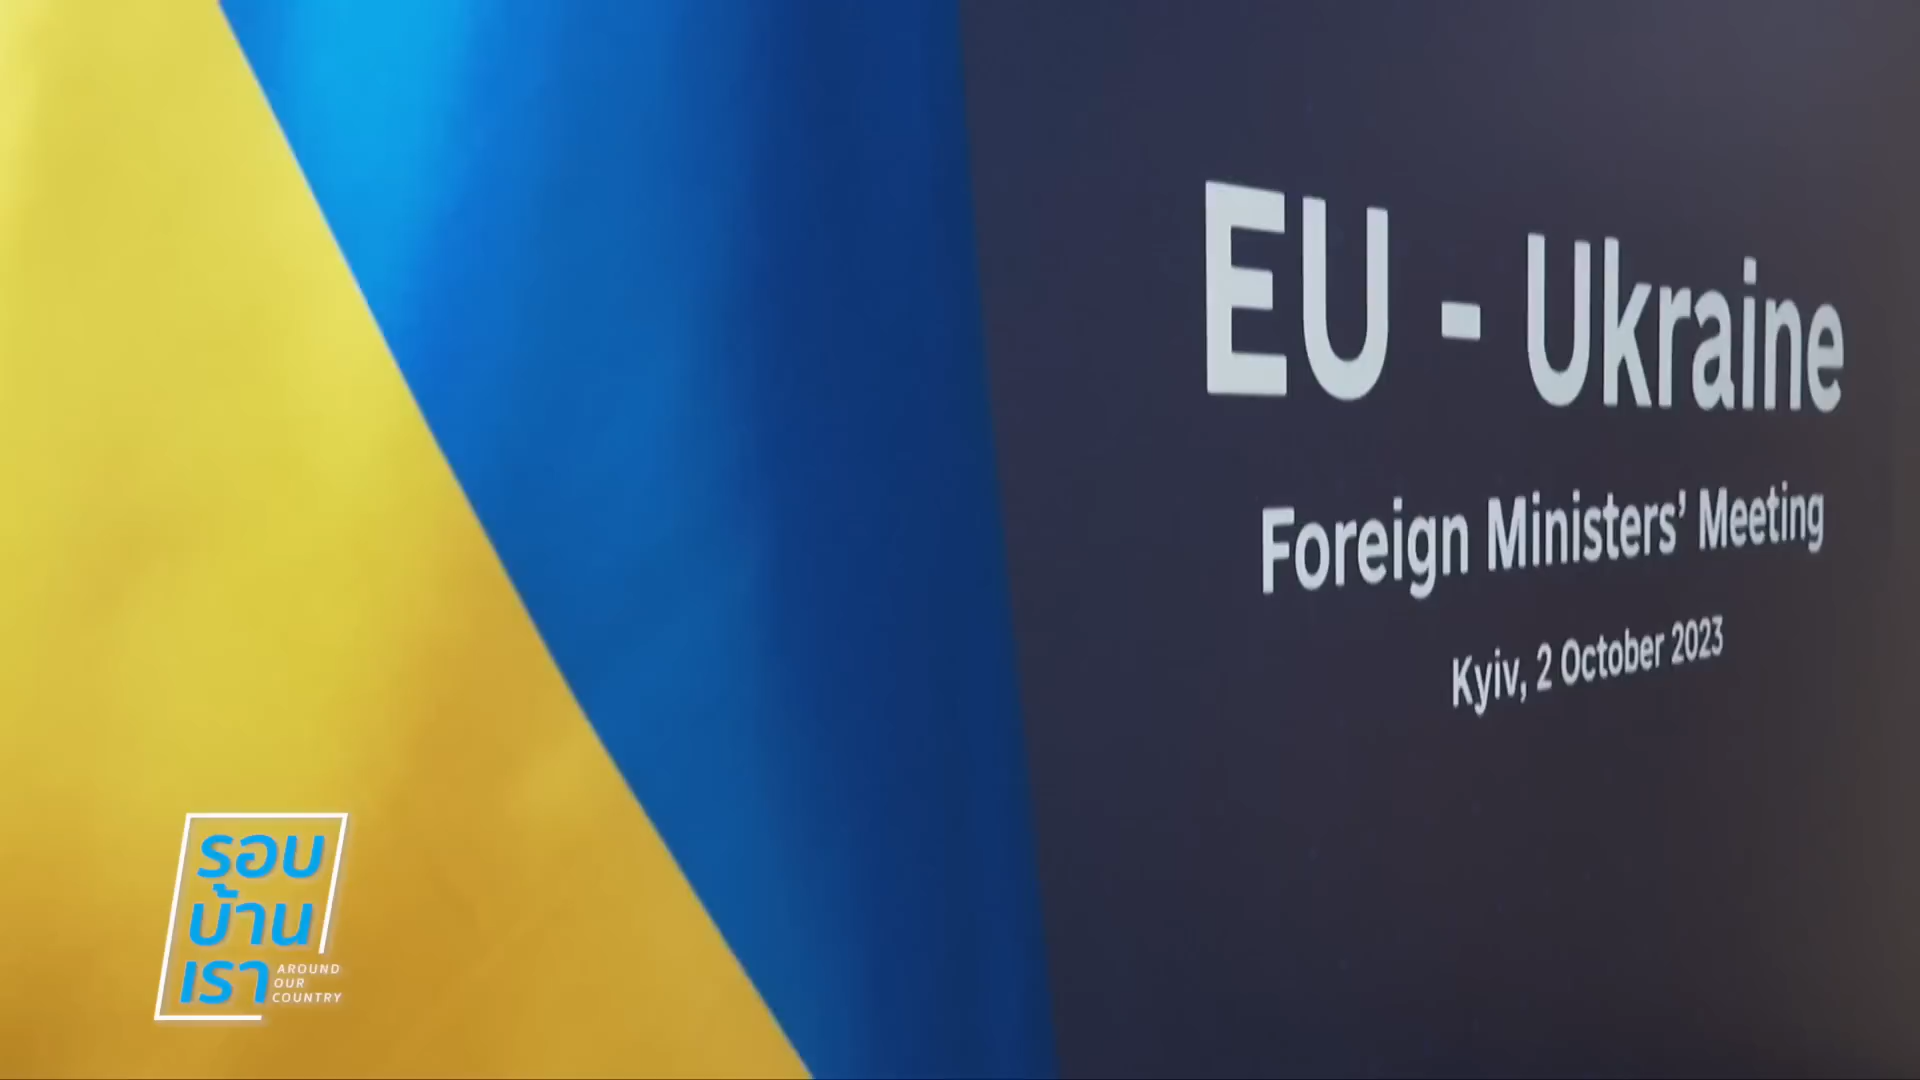 EU - Ukraine
Foreign Ministers’ Meeting
Kyiv, 2 October 2023
รอบ
บ้าน
เรา
AROUND
OUR
COUNTRY